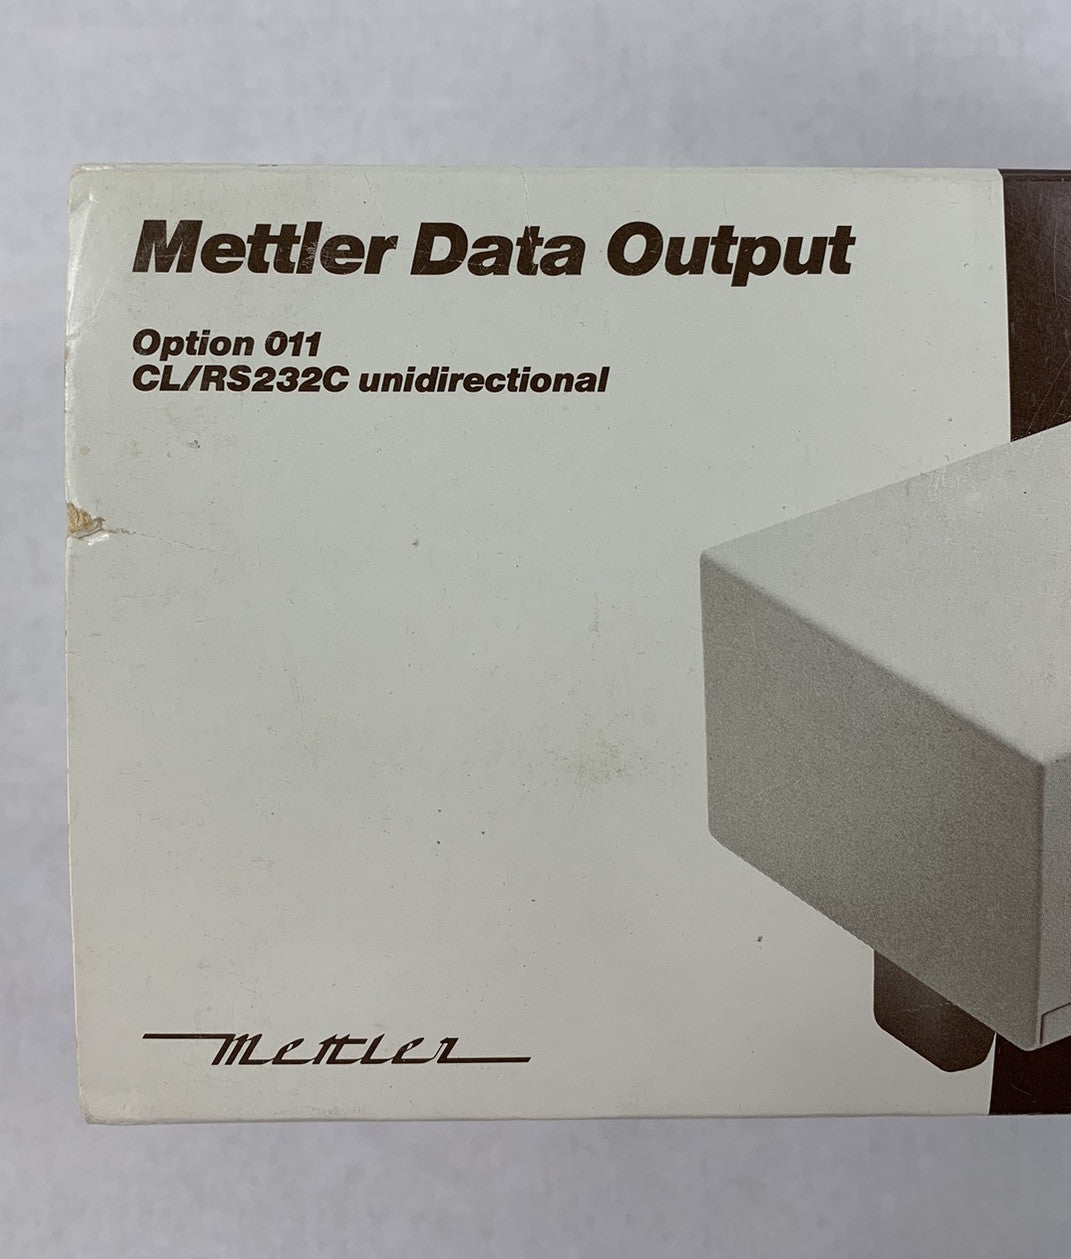 Mettler Data Output
Option 011
CL/RS232C unidirectional
Mettler